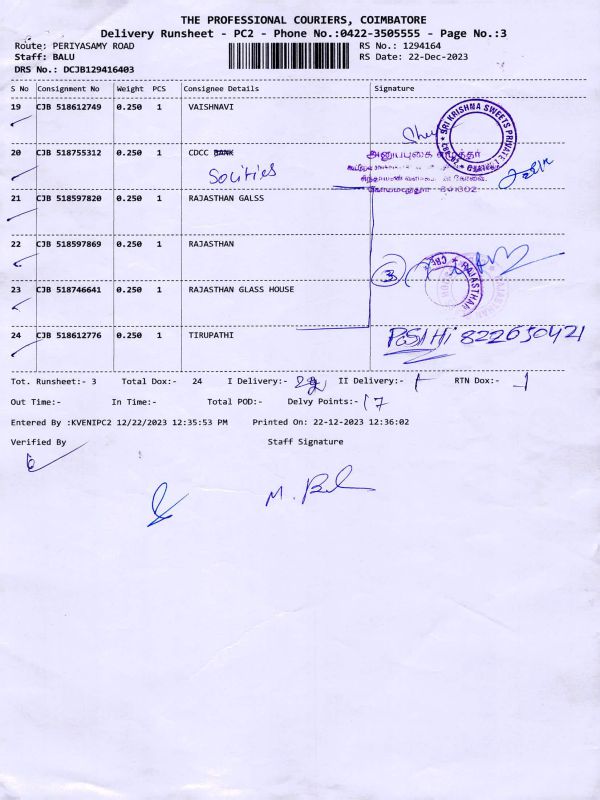 THE PROFESSIONAL COURIERS, COIMBATORE
Delivery Runsheet - PC2 - Phone No.:0422-3505555 - Page No.:3
Route: PERIYASAMY ROAD RS No.: 1294164
Staff: BALU RS Date: 22-Dec-2023
DRS No.: DCJB129416403
S No Consignment No Weight PCS Consignee Details Signature
19 CJB 518612749 0.250 1 VAISHNAVI
SRI KRISHNA SWEETS PRIVATE
20 CJB 518755312 0.250 1 CDCC BANK
Socities
21 CJB 518597820 0.250 1 RAJASTHAN GALSS
22 CJB 518597869 0.250 1 RAJASTHAN
3
RAJASTHAN
23 CJB 518746641 0.250 1 RAJASTHAN GLASS HOUSE
24 CJB 518612776 0.250 1 TIRUPATHI
Tot. Runsheet:- 3 Total Dox:- 24 I Delivery:- II Delivery:- RTN Dox:- 1
Out Time:- In Time:- Total POD:- Delvy Points:- 17
Entered By :KVENIPC2 12/22/2023 12:35:53 PM Printed On: 22-12-2023 12:36:02
Verified By Staff Signature